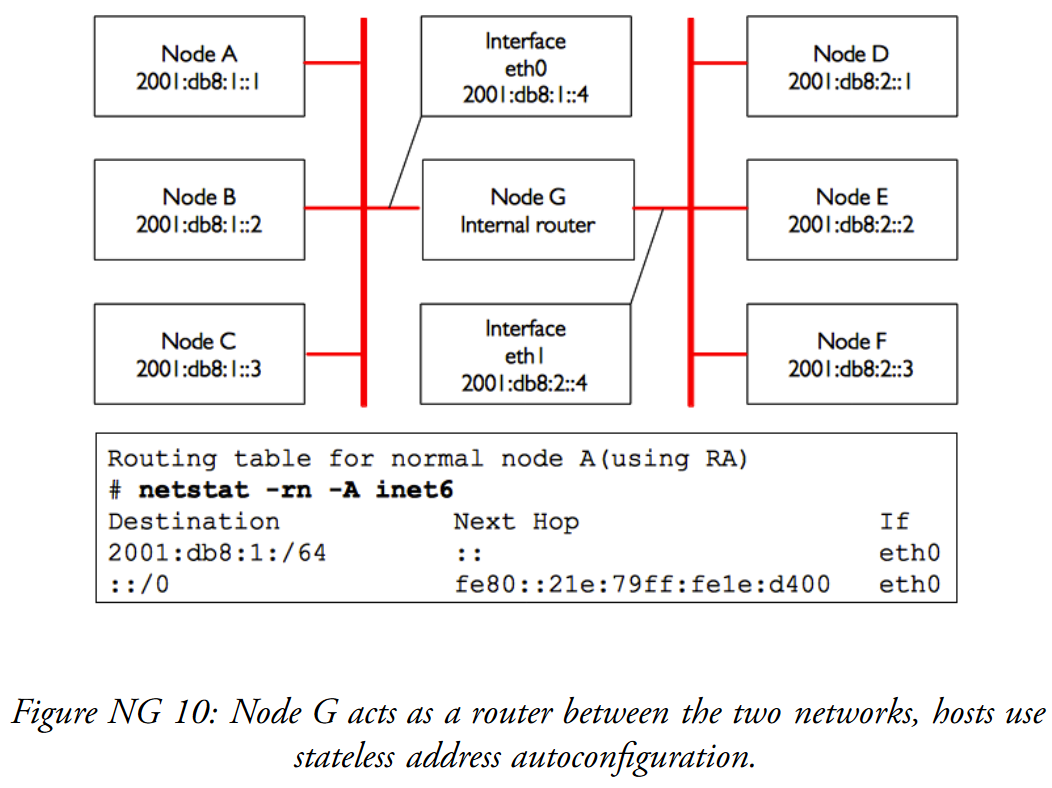 Node A
2001:db8:1::1
Interface
eth0
2001:db8:1::4
Node D
2001:db8:2::1
Node B
2001:db8:1::2
Node G
Internal router
Node E
2001:db8:2::2
Node C
2001:db8:1::3
Interface
eth1
2001:db8:2::4
Node F
2001:db8:2::3
Routing table for normal node A(using RA)
# netstat -rn -A inet6
Destination Next Hop If
2001:db8:1:/64 :: eth0
::/0 fe80::21e:79ff:fe1e:d400 eth0
Figure NG 10: Node G acts as a router between the two networks, hosts use
stateless address autoconfiguration.